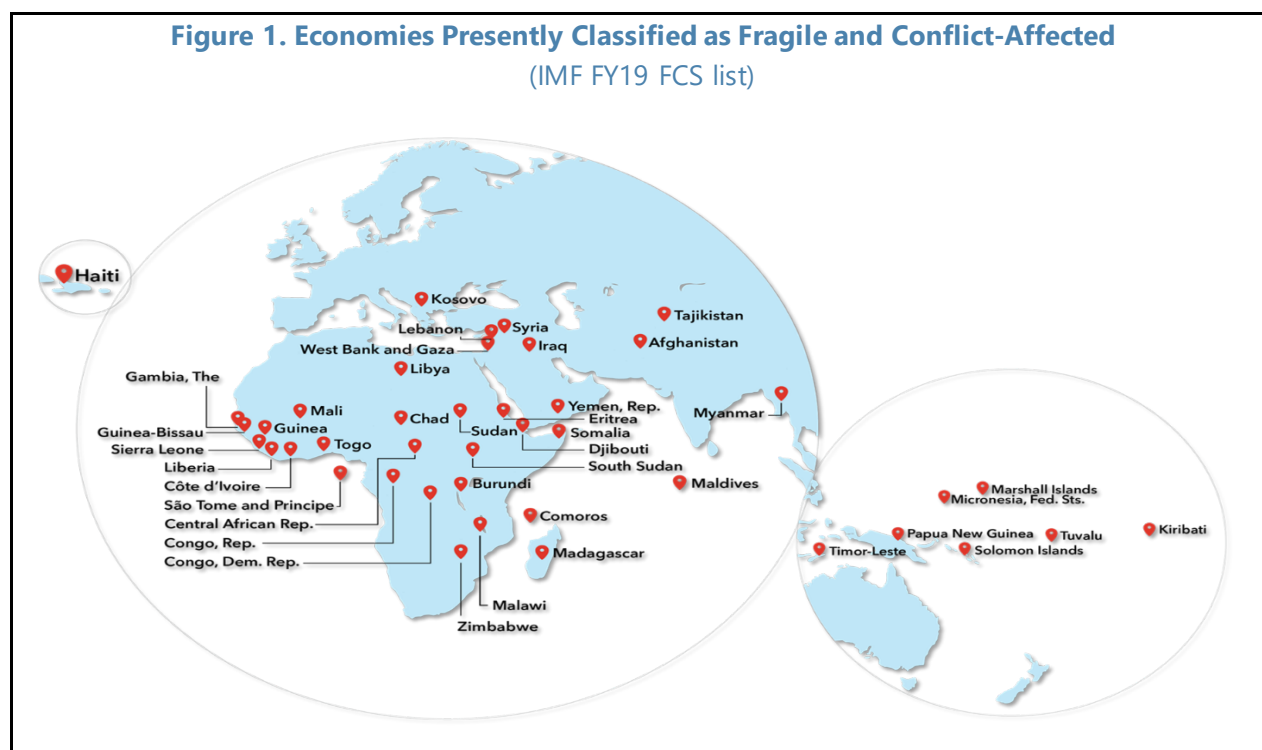 Figure 1. Economies Presently Classified as Fragile and Conflict-Affected
(IMF FY19 FCS list)
Haiti
Kosovo
Lebanon
Syria
Tajikistan
West Bank and Gaza
Iraq
Afghanistan
Libya
Gambia, The
Mali
Chad
Sudan
Yemen, Rep.
Eritrea
Myanmar
Guinea-Bissau
Guinea
Somalia
Sierra Leone
Togo
Djibouti
Liberia
South Sudan
Côte d’Ivoire
Burundi
Maldives
São Tome and Principe
Central African Rep.
Comoros
Congo, Rep.
Madagascar
Congo, Dem. Rep.
Malawi
Zimbabwe
Marshall Islands
Micronesia, Fed. Sts.
Papua New Guinea
Tuvalu
Kiribati
Timor-Leste
Solomon Islands